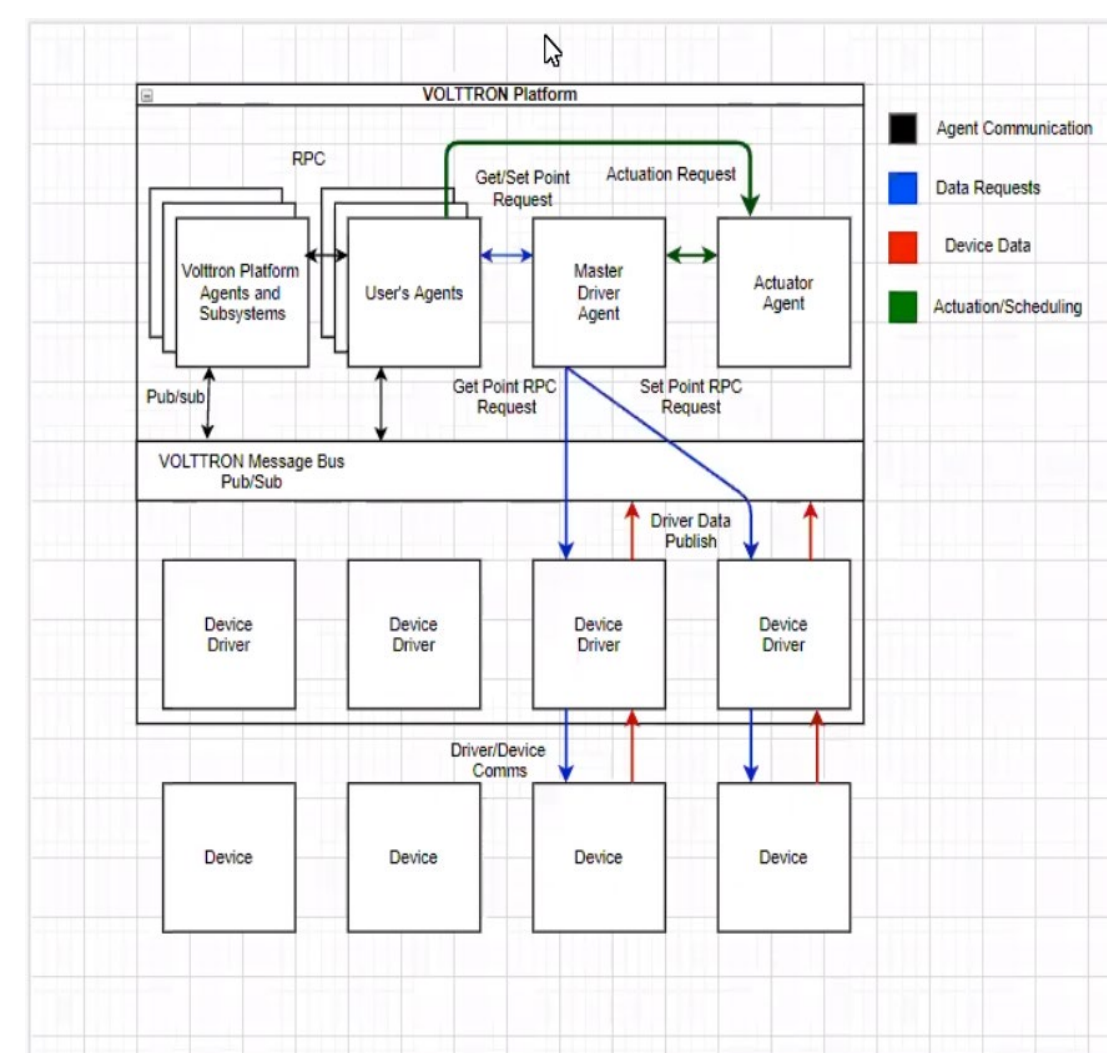 VOLTTRON Platform
RPC
Get/Set Point
Request
Actuation Request
Volttron Platform
Agents and
Subsystems
User's Agents
Master
Driver
Agent
Actuator
Agent
Agent Communication
Data Requests
Device Data
Actuation/Scheduling
Pub/sub
Get Point RPC
Request
Set Point RPC
Request
VOLTTRON Message Bus
Pub/Sub
Driver Data
Publish
Device
Driver
Device
Driver
Device
Driver
Device
Driver
Driver/Device
Comms
Device
Device
Device
Device